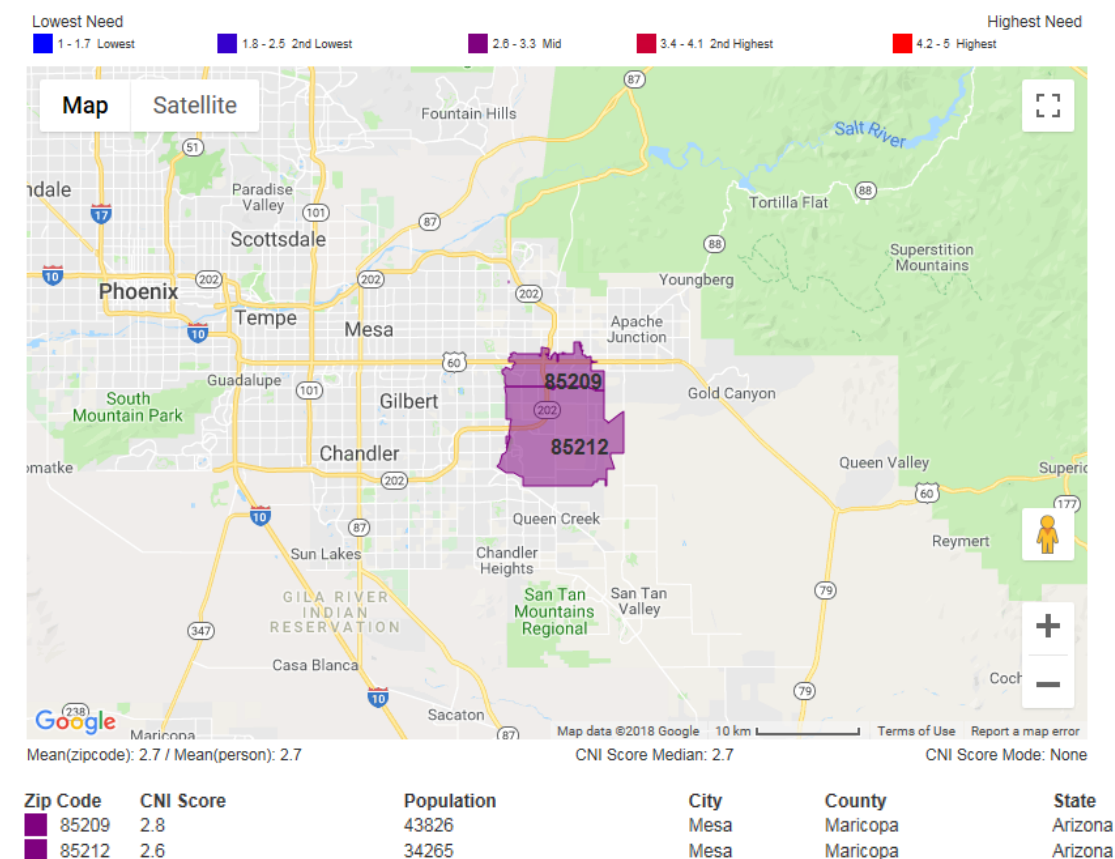 Lowest Need Highest Need
1 - 1.7 Lowest 1.8 - 2.5 2nd Lowest 2.6 - 3.3 Mid 3.4 - 4.1 2nd Highest 4.2 - 5 Highest
Map Satellite
87
Fountain Hills
51
Salt River
ndale
Paradise Valley
88
Tortilla Flat
17
101
87
88
Scottsdale
Superstition Mountains
10
202
202
Youngberg
Phoenix
202
Tempe
10
Mesa
Apache Junction
60
Guadalupe
101
85209
Gold Canyon
South Mountain Park
Gilbert
202
85212
Chandler
omatke
202
Queen Valley
Superio
60
177
10
87
Queen Creek
Reymert
Sun Lakes
Chandler Heights
79
GILA RIVER INDIAN RESERVATION
San Tan Mountains Regional
San Tan Valley
347
Casa Blanca
Coch
10
79
238
Sacaton
Google
Maricopa
87
Map data ©2018 Google 10 km Terms of Use Report a map error
Mean(zipcode): 2.7 / Mean(person): 2.7 CNI Score Median: 2.7 CNI Score Mode: None
Zip Code CNI Score Population City County State
85209 2.8 43826 Mesa Maricopa Arizona
85212 2.6 34265 Mesa Maricopa Arizona